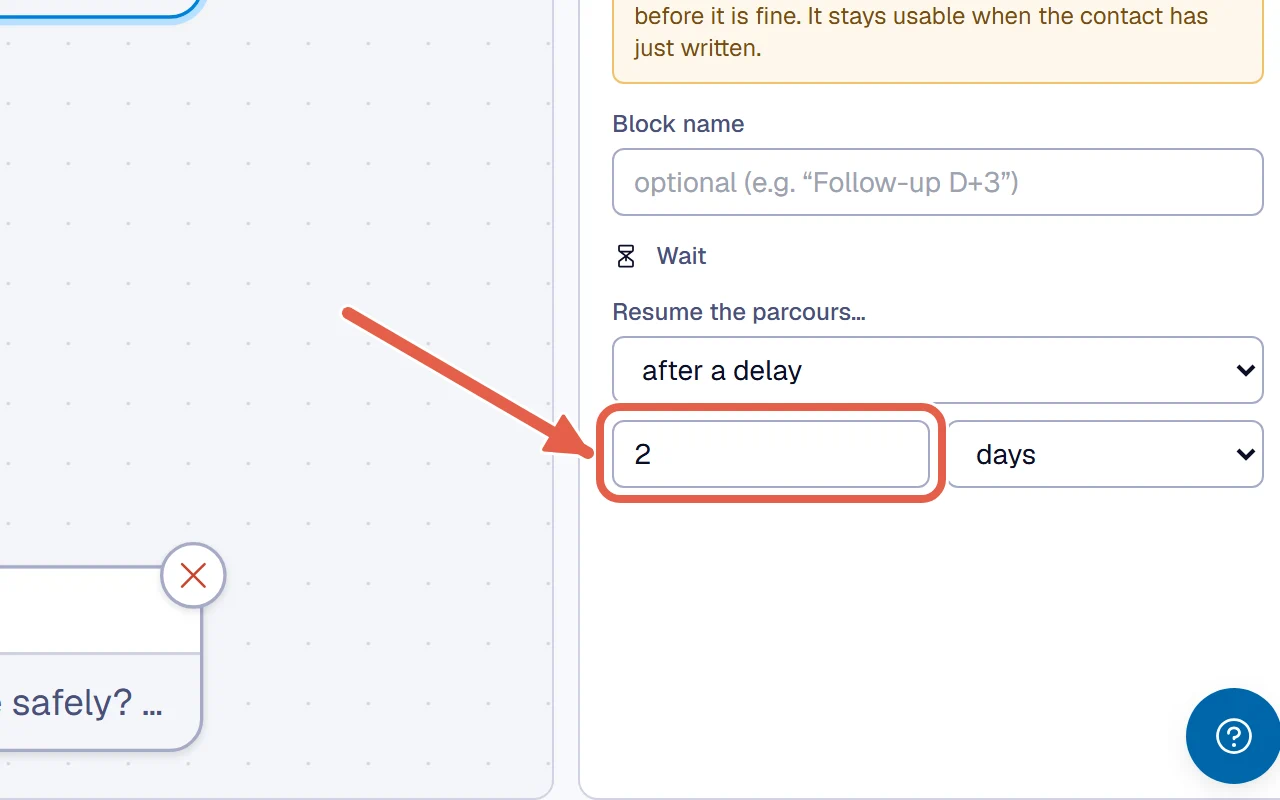 before it is fine. It stays usable when the contact has
just written.
Block name
optional (e.g. “Follow-up D+3”)
Wait
Resume the parcours…
after a delay
2
days
safely? ...